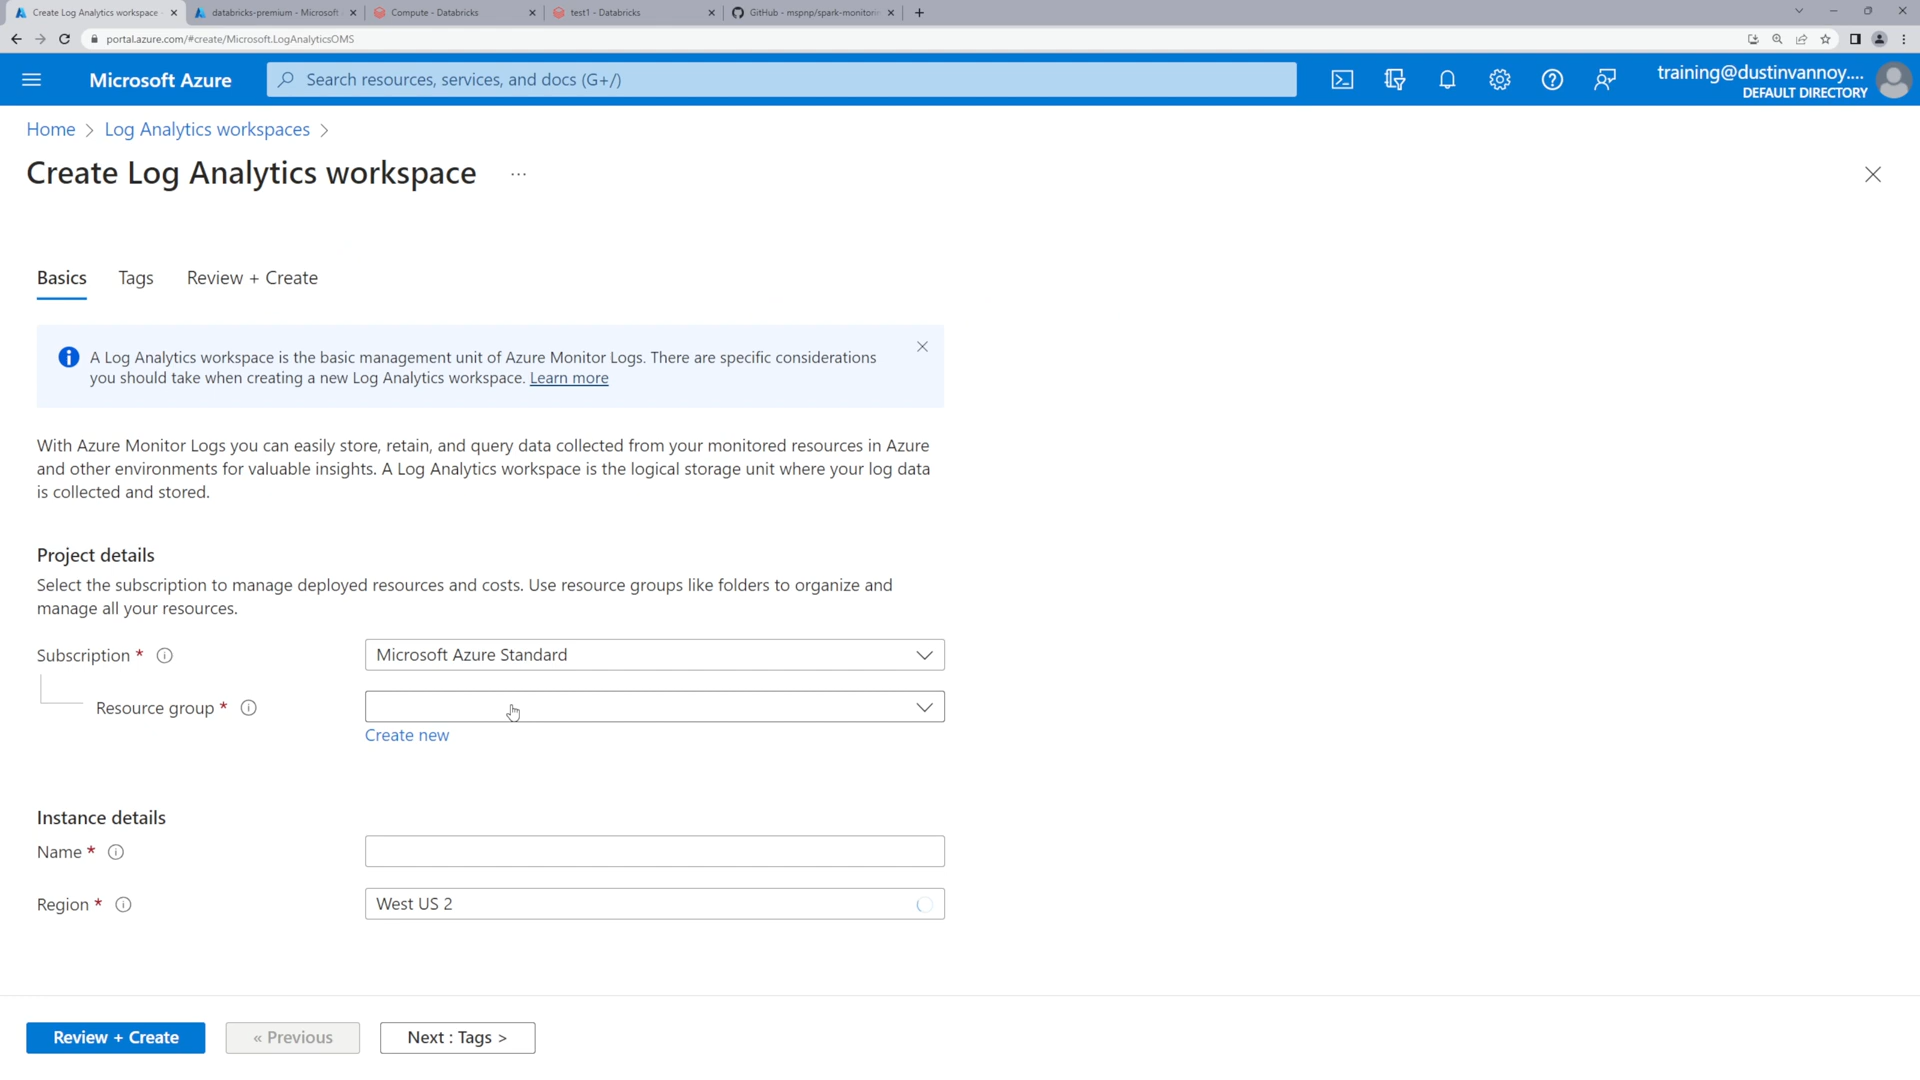 Create Log Analytics workspace -
databricks-premium - Microsoft
Compute - Databricks
test1 - Databricks
GitHub - mspnp/spark-monitorin
portal.azure.com/#create/Microsoft.LogAnalyticsOMS
Microsoft Azure
Search resources, services, and docs (G+/)
training@dustinvannoy....
DEFAULT DIRECTORY
Home > Log Analytics workspaces >
Create Log Analytics workspace ...
Basics Tags Review + Create
A Log Analytics workspace is the basic management unit of Azure Monitor Logs. There are specific considerations
you should take when creating a new Log Analytics workspace. Learn more
With Azure Monitor Logs you can easily store, retain, and query data collected from your monitored resources in Azure
and other environments for valuable insights. A Log Analytics workspace is the logical storage unit where your log data
is collected and stored.
Project details
Select the subscription to manage deployed resources and costs. Use resource groups like folders to organize and
manage all your resources.
Subscription * Microsoft Azure Standard
Resource group *
Create new
Instance details
Name *
Region * West US 2
Review + Create
« Previous
Next : Tags >